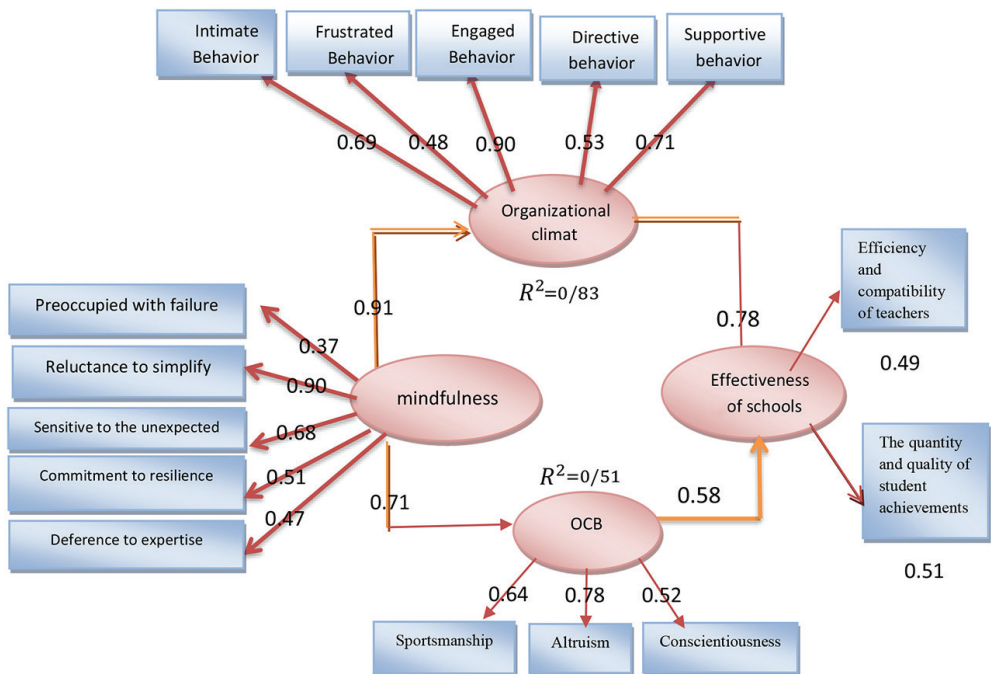 Intimate
Behavior
Frustrated
Behavior
Engaged
Behavior
Directive
behavior
Supportive
behavior
0.69
0.48
0.90
0.53
0.71
Organizational
climat
R²=0/83
Preoccupied with failure
Reluctance to simplify
Sensitive to the unexpected
Commitment to resilience
Deference to expertise
0.37
0.90
0.68
0.51
0.47
0.91
mindfulness
0.71
0.78
Effectiveness
of schools
Efficiency
and
compatibility
of teachers
0.49
The quantity
and quality of
student
achievements
0.51
R²=0/51
OCB
0.58
0.64
0.78
0.52
Sportsmanship
Altruism
Conscientiousness